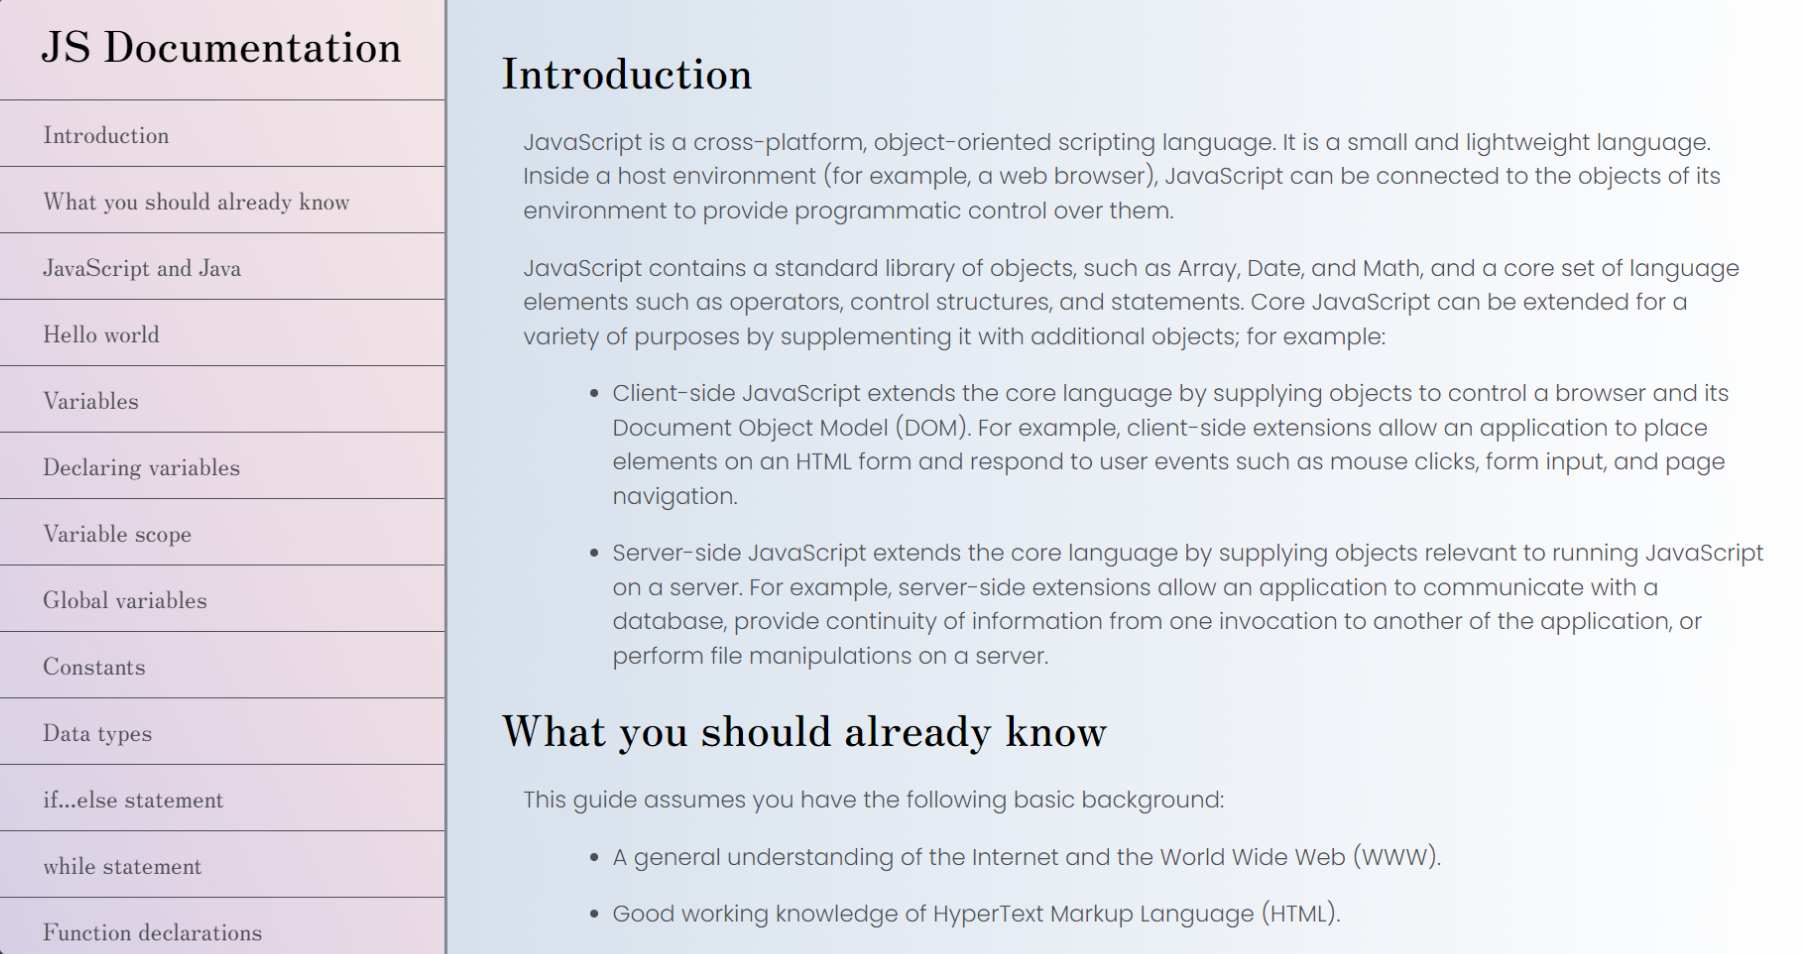 JS Documentation
Introduction
What you should already know
JavaScript and Java
Hello world
Variables
Declaring variables
Variable scope
Global variables
Constants
Data types
if...else statement
while statement
Function declarations
Introduction
JavaScript is a cross-platform, object-oriented scripting language. It is a small and lightweight language.
Inside a host environment (for example, a web browser), JavaScript can be connected to the objects of its
environment to provide programmatic control over them.
JavaScript contains a standard library of objects, such as Array, Date, and Math, and a core set of language
elements such as operators, control structures, and statements. Core JavaScript can be extended for a
variety of purposes by supplementing it with additional objects; for example:
• Client-side JavaScript extends the core language by supplying objects to control a browser and its
Document Object Model (DOM). For example, client-side extensions allow an application to place
elements on an HTML form and respond to user events such as mouse clicks, form input, and page
navigation.
• Server-side JavaScript extends the core language by supplying objects relevant to running JavaScript
on a server. For example, server-side extensions allow an application to communicate with a
database, provide continuity of information from one invocation to another of the application, or
perform file manipulations on a server.
What you should already know
This guide assumes you have the following basic background:
• A general understanding of the Internet and the World Wide Web (WWW).
• Good working knowledge of HyperText Markup Language (HTML).